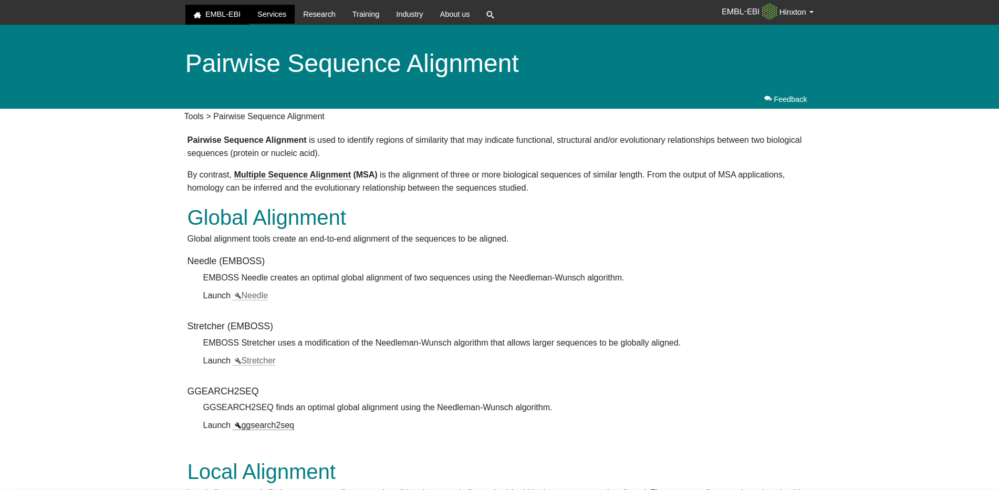 EMBL-EBI Services Research Training Industry About us
EMBL-EBI Hinxton
Pairwise Sequence Alignment
Feedback
Tools > Pairwise Sequence Alignment
Pairwise Sequence Alignment is used to identify regions of similarity that may indicate functional, structural and/or evolutionary relationships between two biological
sequences (protein or nucleic acid).
By contrast, Multiple Sequence Alignment (MSA) is the alignment of three or more biological sequences of similar length. From the output of MSA applications,
homology can be inferred and the evolutionary relationship between the sequences studied.
Global Alignment
Global alignment tools create an end-to-end alignment of the sequences to be aligned.
Needle (EMBOSS)
EMBOSS Needle creates an optimal global alignment of two sequences using the Needleman-Wunsch algorithm.
Launch Needle
Stretcher (EMBOSS)
EMBOSS Stretcher uses a modification of the Needleman-Wunsch algorithm that allows larger sequences to be globally aligned.
Launch Stretcher
GGEARCH2SEQ
GGSEARCH2SEQ finds an optimal global alignment using the Needleman-Wunsch algorithm.
Launch ggsearch2seq
Local Alignment